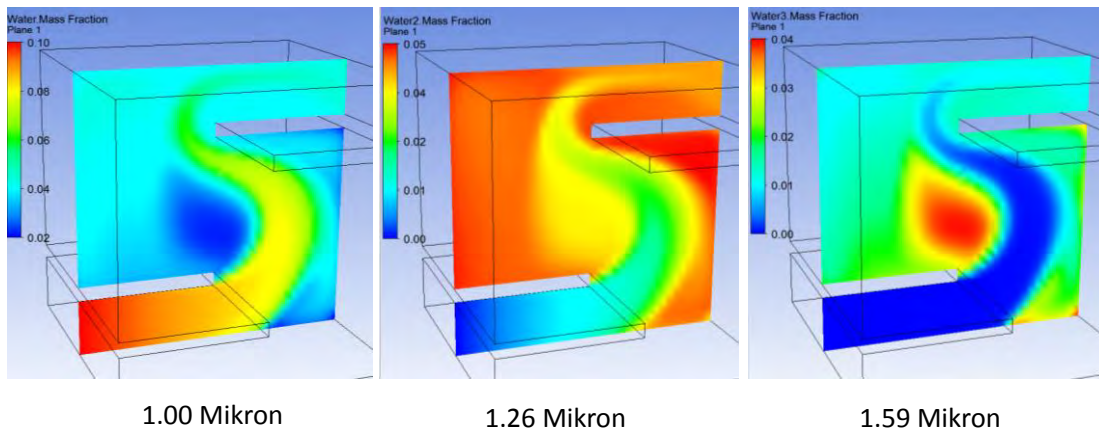 Water.Mass Fraction
Plane 1
0.10
0.08
0.06
0.04
0.02
Water2.Mass Fraction
Plane 1
0.05
0.04
0.02
0.01
0.00
Water3.Mass Fraction
Plane 1
0.04
0.03
0.02
0.01
0.00
1.00 Mikron
1.26 Mikron
1.59 Mikron